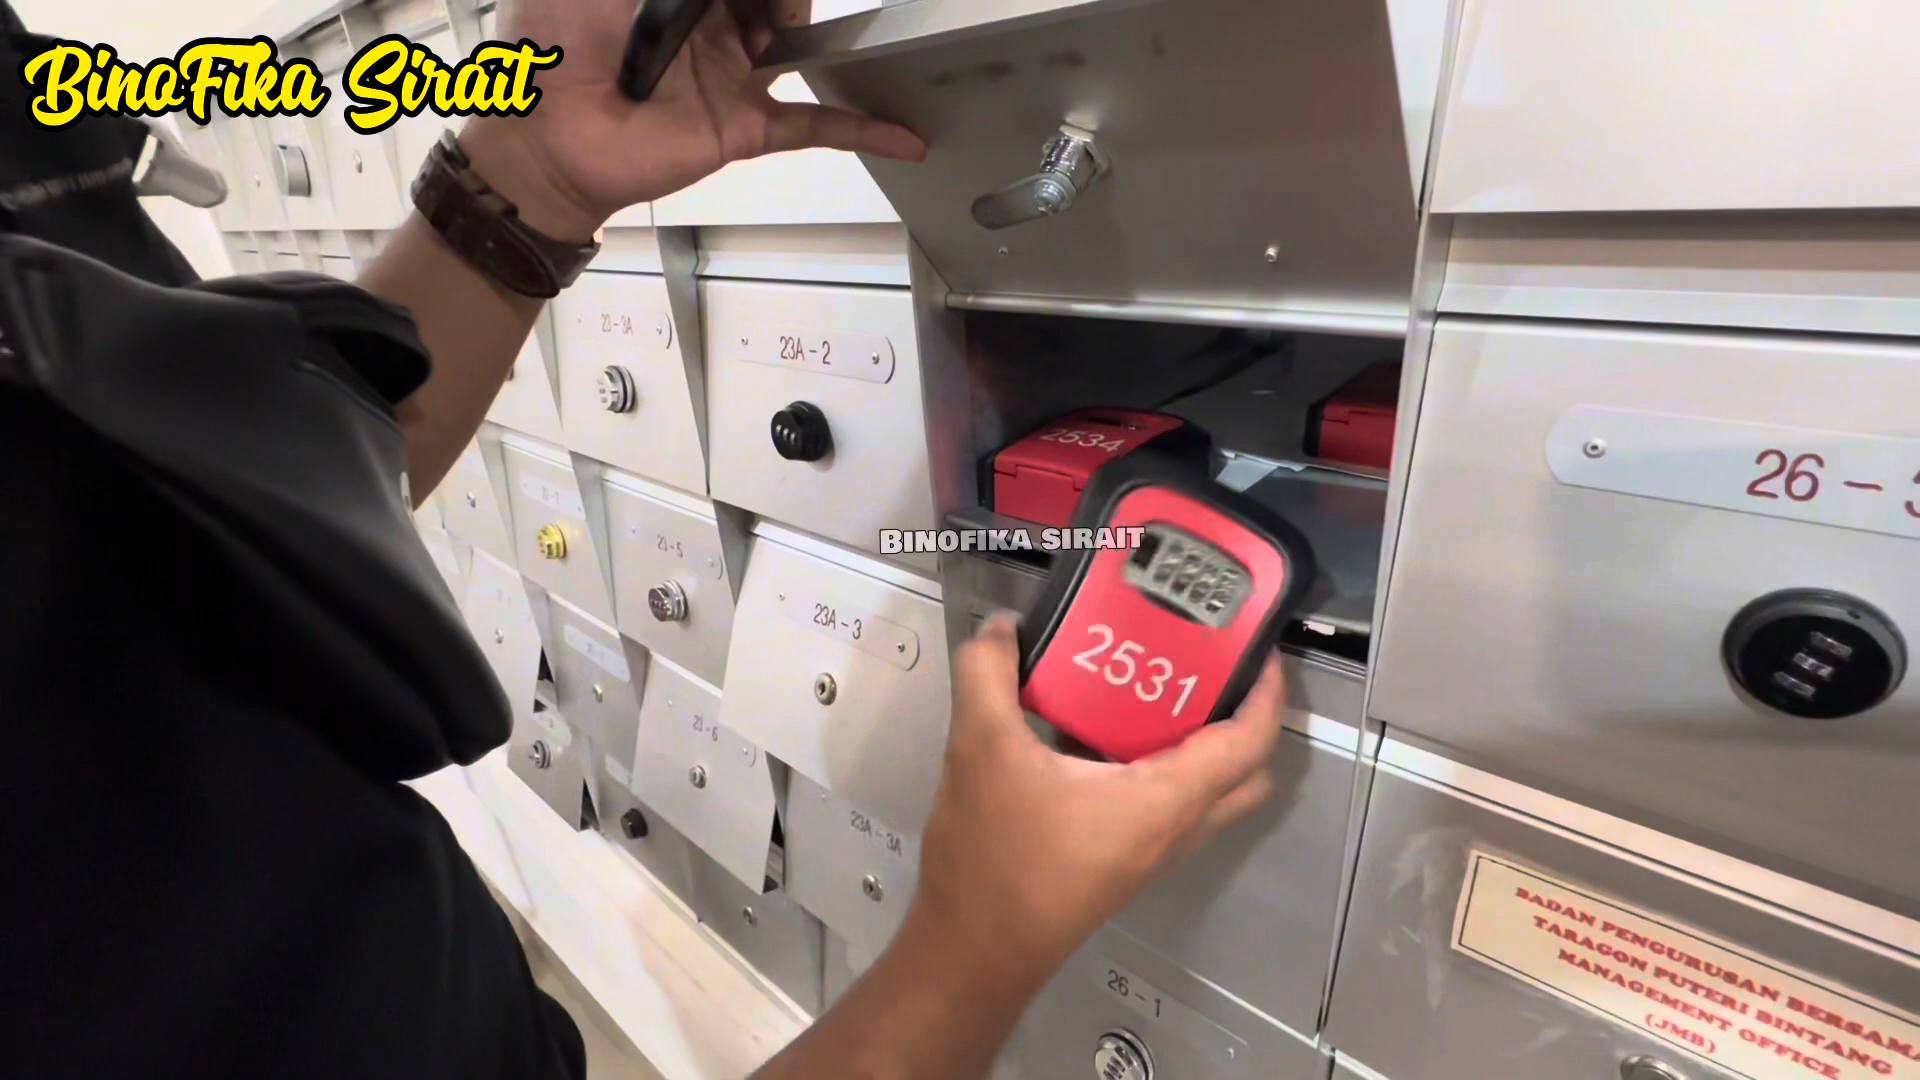 BinoFika Sirait
23-3A
23A-2
2534
26-
BINOFIKA SIRAIT
23-5
2531
23A-3
23-6
23A-3A
26-1
BADAN PENGURUSAN BERSAMA
TARAGON PUTERI BINTANG
MANAGEMENT OFFICE
(JMB)